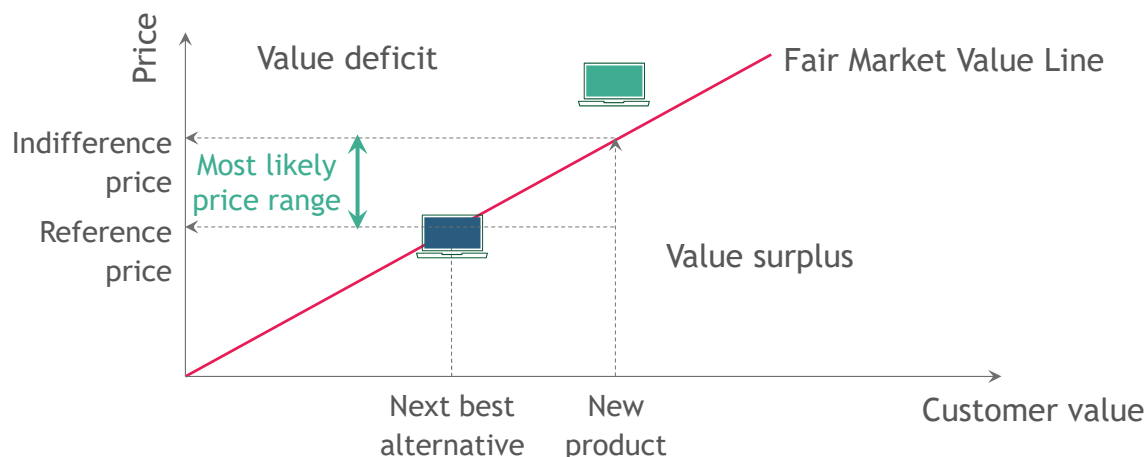 Price
Value deficit
Fair Market Value Line
Indifference
price
Most likely
price range
Reference
price
Value surplus
Next best
alternative
New
product
Customer value